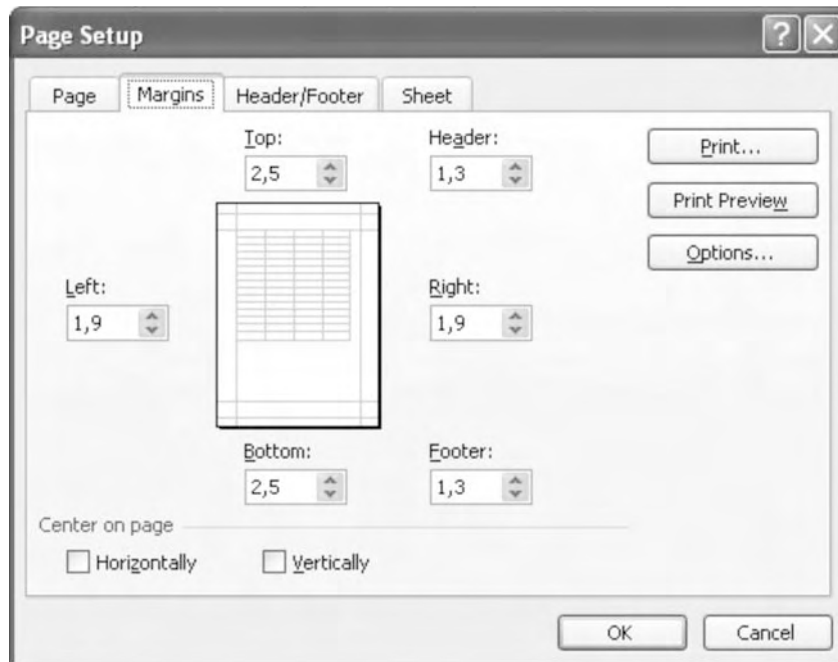 Page Setup
Page Margins Header/Footer Sheet
Top: Header:
2,5 1,3
Print...
Print Preview
Options...
Left: Right:
1,9 1,9
Bottom: Footer:
2,5 1,3
Center on page
Horizontally Vertically
OK Cancel